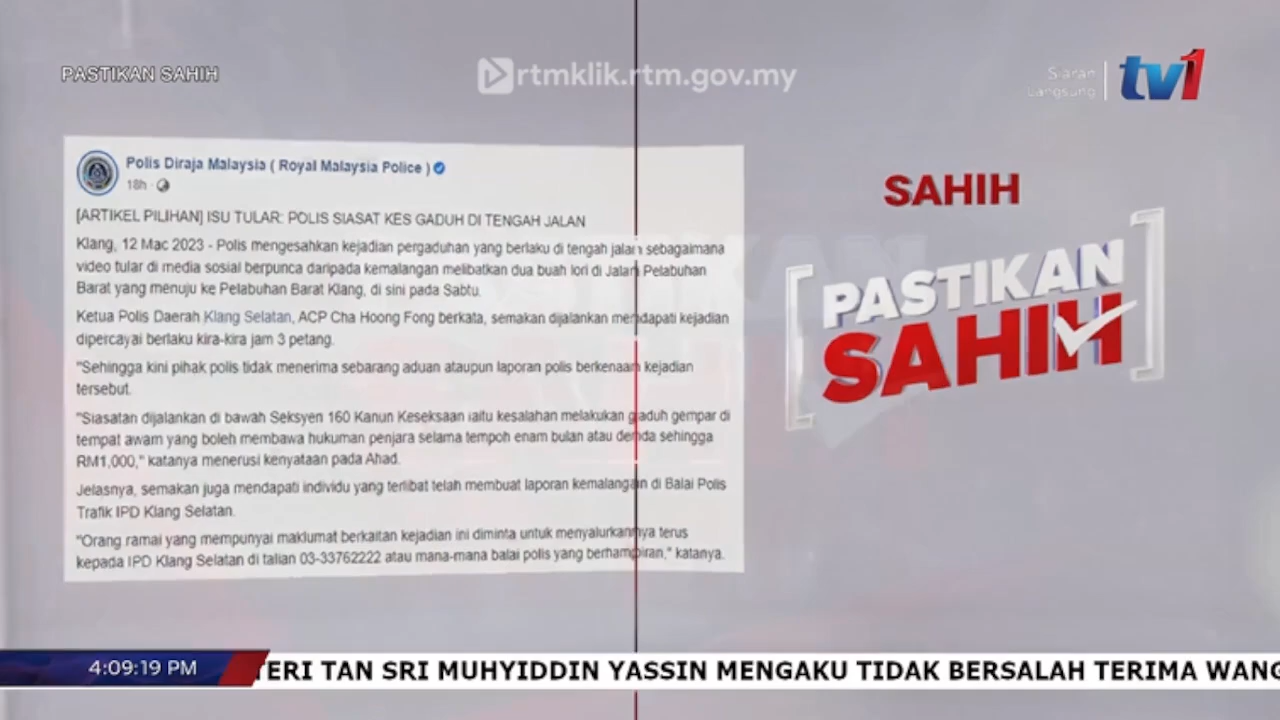 PASTIKAN SAHIH
rtmklik.rtm.gov.my
Siaran
Langsung
tv1
Polis Diraja Malaysia ( Royal Malaysia Police )
18h
[ARTIKEL PILIHAN] ISU TULAR: POLIS SIASAT KES GADUH DI TENGAH JALAN
Klang, 12 Mac 2023 - Polis mengesahkan kejadian pergaduhan yang berlaku di tengah jalan sebagaimana
video tular di media sosial berpunca daripada kemalangan melibatkan dua buah lori di Jalan Pelabuhan
Barat yang menuju ke Pelabuhan Barat Klang, di sini pada Sabtu.
Ketua Polis Daerah Klang Selatan, ACP Cha Hoong Fong berkata, semakan dijalankan mendapati kejadian
dipercayai berlaku kira-kira jam 3 petang.
"Sehingga kini pihak polis tidak menerima sebarang aduan ataupun laporan polis berkenaan kejadian
tersebut.
"Siasatan dijalankan di bawah Seksyen 160 Kanun Keseksaan iaitu kesalahan melakukan gaduh gempar di
tempat awam yang boleh membawa hukuman penjara selama tempoh enam bulan atau denda sehingga
RM1,000," katanya menerusi kenyataan pada Ahad.
Jelasnya, semakan juga mendapati individu yang terlibat telah membuat laporan kemalangan di Balai Polis
Trafik IPD Klang Selatan.
"Orang ramai yang mempunyai maklumat berkaitan kejadian ini diminta untuk menyalurkannya terus
kepada IPD Klang Selatan di talian 03-33762222 atau mana-mana balai polis yang berhampiran," katanya.
SAHIH
PASTIKAN
SAHIH
4:09:19 PM
TERI TAN SRI MUHYIDDIN YASSIN MENGAKU TIDAK BERSALAH TERIMA WANG